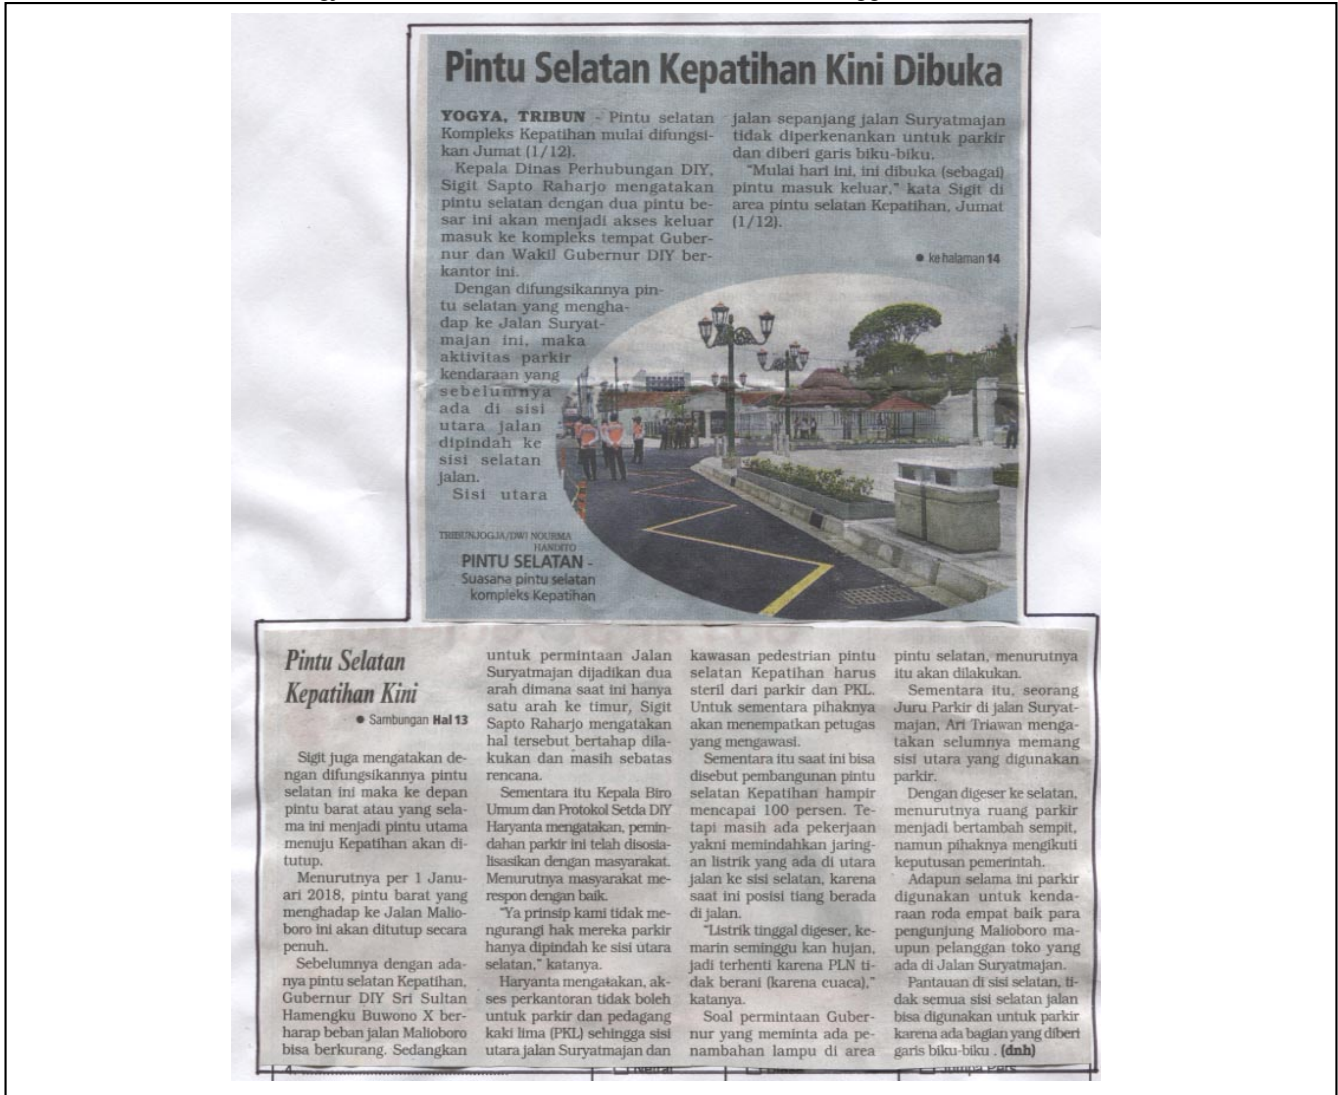 Pintu Selatan Kepatihan Kini Dibuka
YOGYA, TRIBUN - Pintu selatan
Kompleks Kepatihan mulai difungsi-
kan Jumat (1/12).
Kepala Dinas Perhubungan DIY,
Sigit Sapto Raharjo mengatakan
pintu selatan dengan dua pintu be-
sar ini akan menjadi akses keluar
masuk ke kompleks tempat Guber-
nur dan Wakil Gubernur DIY ber-
kantor ini.
Dengan difungsikannya pin-
tu selatan yang mengha-
dap ke Jalan Suryat-
majan ini, maka
aktivitas parkir
kendaraan yang
sebelumnya
ada di sisi
utara jalan
dipindah ke
sisi selatan
jalan.
Sisi utara
jalan sepanjang jalan Suryatmajan
tidak diperkenankan untuk parkir
dan diberi garis biku-biku.
"Mulai hari ini, ini dibuka (sebagai)
pintu masuk keluar," kata Sigit di
area pintu selatan Kepatihan, Jumat
(1/12).
● ke halaman 14
TRIBUNJOGJA/DWI NOURMA
HANDITO
PINTU SELATAN -
Suasana pintu selatan
kompleks Kepatihan
Pintu Selatan
Kepatihan Kini
● Sambungan Hal 13
Sigit juga mengatakan de-
ngan difungsikannya pintu
selatan ini maka ke depan
pintu barat atau yang sela-
ma ini menjadi pintu utama
menuju Kepatihan akan di-
tutup.
Menurutnya per 1 Janu-
ari 2018, pintu barat yang
menghadap ke Jalan Malio-
boro ini akan ditutup secara
penuh.
Sebelumnya dengan ada-
nya pintu selatan Kepatihan,
Gubernur DIY Sri Sultan
Hamengku Buwono X ber-
harap beban jalan Malioboro
bisa berkurang. Sedangkan
untuk permintaan Jalan
Suryatmajan dijadikan dua
arah dimana saat ini hanya
satu arah ke timur, Sigit
Sapto Raharjo mengatakan
hal tersebut bertahap dila-
kukan dan masih sebatas
rencana.
Sementara itu Kepala Biro
Umum dan Protokol Setda DIY
Haryanta mengatakan, pemin-
dahan parkir ini telah disosia-
lisasikan dengan masyarakat.
Menurutnya masyarakat me-
respon dengan baik.
"Ya prinsip kami tidak me-
ngurangi hak mereka parkir
hanya dipindah ke sisi utara
selatan," katanya.
Haryanta mengatakan, ak-
ses perkantoran tidak boleh
untuk parkir dan pedagang
kaki lima (PKL) sehingga sisi
utara jalan Suryatmajan dan
kawasan pedestrian pintu
selatan Kepatihan harus
steril dari parkir dan PKL.
Untuk sementara pihaknya
akan menempatkan petugas
yang mengawasi.
Sementara itu saat ini bisa
disebut pembangunan pintu
selatan Kepatihan hampir
mencapai 100 persen. Te-
tapi masih ada pekerjaan
yakni memindahkan jaring-
an listrik yang ada di utara
jalan ke sisi selatan, karena
saat ini posisi tiang berada
di jalan.
"Listrik tinggal digeser, ke-
marin seminggu kan hujan,
jadi terhenti karena PLN ti-
dak berani (karena cuaca),"
katanya.
Soal permintaan Guber-
nur yang meminta ada pe-
nambahan lampu di area
pintu selatan, menurutnya
itu akan dilakukan.
Sementara itu, seorang
Juru Parkir di jalan Suryat-
majan, Ari Triawan menga-
takan selumnya memang
sisi utara yang digunakan
parkir.
Dengan digeser ke selatan,
menurutnya ruang parkir
menjadi bertambah sempit,
namun pihaknya mengikuti
keputusan pemerintah.
Adapun selama ini parkir
digunakan untuk kenda-
raan roda empat baik para
pengunjung Malioboro ma-
upun pelanggan toko yang
ada di Jalan Suryatmajan.
Pantauan di sisi selatan, ti-
dak semua sisi selatan jalan
bisa digunakan untuk parkir
karena ada bagian yang diberi
garis biku-biku . (dnh)